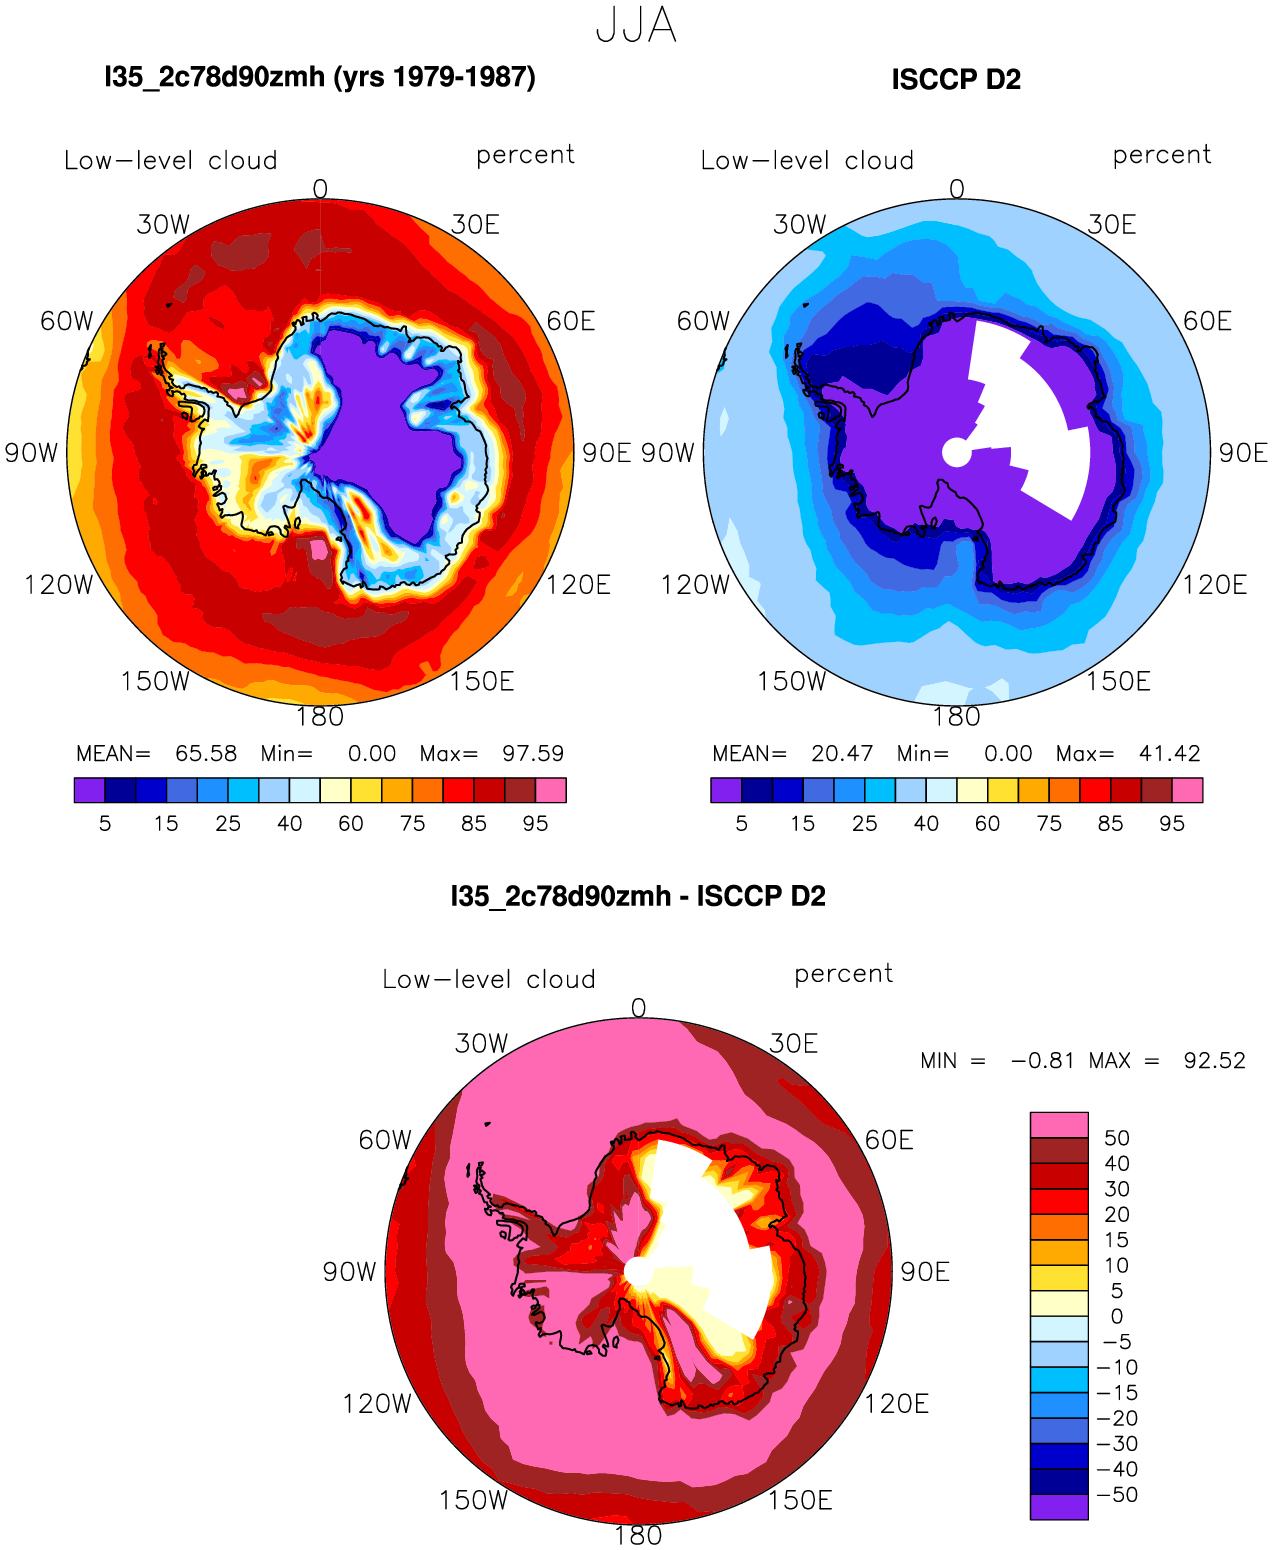 JJA
I35_2c78d90zmh (yrs 1979-1987)
ISCCP D2
Low-level cloud percent
Low-level cloud percent
0
30W 30E
60W 60E
90W 90E
120W 120E
150W 150E
180
0
30W 30E
60W 60E
90W 90E
120W 120E
150W 150E
180
MEAN= 65.58 Min= 0.00 Max= 97.59
5 15 25 40 60 75 85 95
MEAN= 20.47 Min= 0.00 Max= 41.42
5 15 25 40 60 75 85 95
I35_2c78d90zmh - ISCCP D2
Low-level cloud percent
0
30W 30E
60W 60E
90W 90E
120W 120E
150W 150E
180
MIN = -0.81 MAX = 92.52
50
40
30
20
15
10
5
0
-5
-10
-15
-20
-30
-40
-50